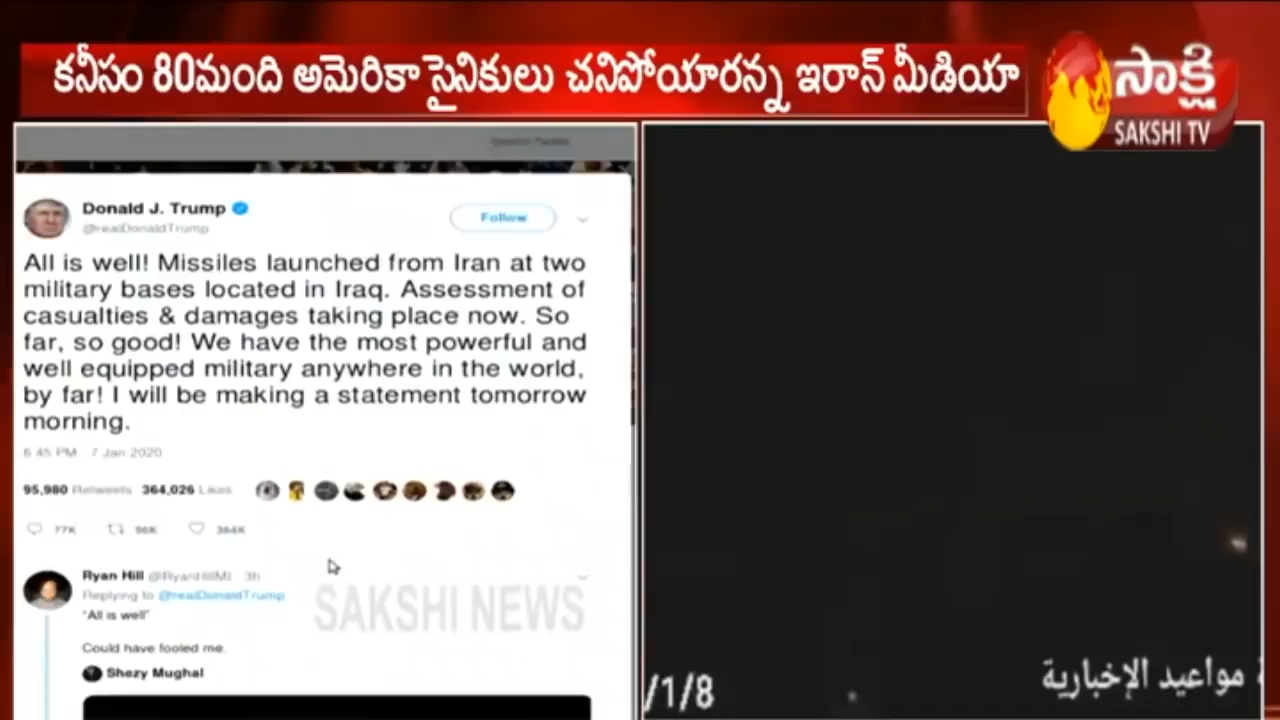 కనీసం 80మంది అమెరికా సైనికులు చనిపోయారన్న ఇరాన్ మీడియా
సాక్షి
SAKSHI TV
Donald J. Trump
@realDonaldTrump
Follow
All is well! Missiles launched from Iran at two
military bases located in Iraq. Assessment of
casualties & damages taking place now. So
far, so good! We have the most powerful and
well equipped military anywhere in the world,
by far! I will be making a statement tomorrow
morning.
6:45 PM 7 Jan 2020
95,980 Retweets 364,026 Likes
77K 96K 364K
Ryan Hill @RyanHillMI 3h
Replying to @realDonaldTrump
"All is well"
Could have fooled me.
Shezy Mughal
SAKSHI NEWS
مواعيد الإخبارية
/1/8